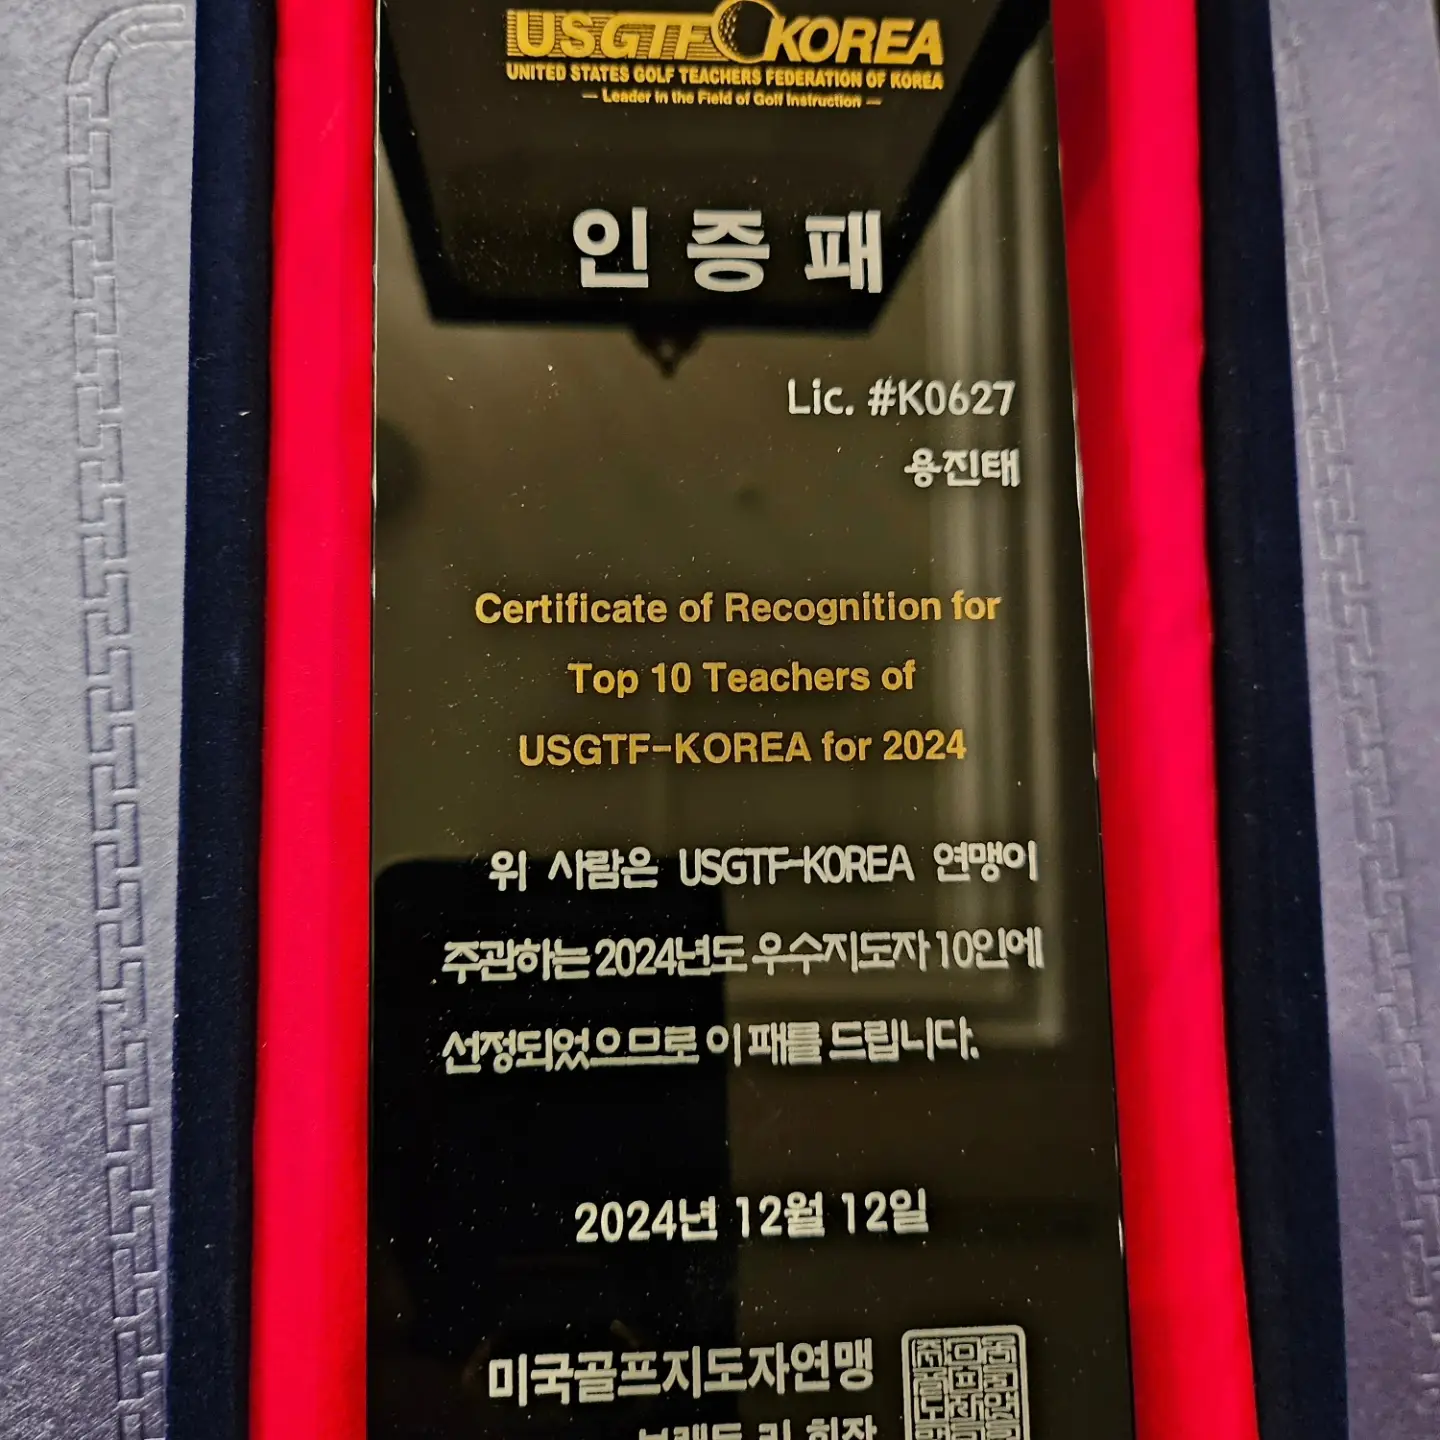 USGTF KOREA
UNITED STATES GOLF TEACHERS FEDERATION OF KOREA
— Leader in the Field of Golf Instruction —
인증패
Lic. #K0627
용진태
Certificate of Recognition for
Top 10 Teachers of
USGTF-KOREA for 2024
위 사람은 USGTF-KOREA 연맹이
주관하는 2024년도 우수지도자 10인에
선정되었으므로 이 패를 드립니다.
2024년 12월 12일
미국골프지도자연맹